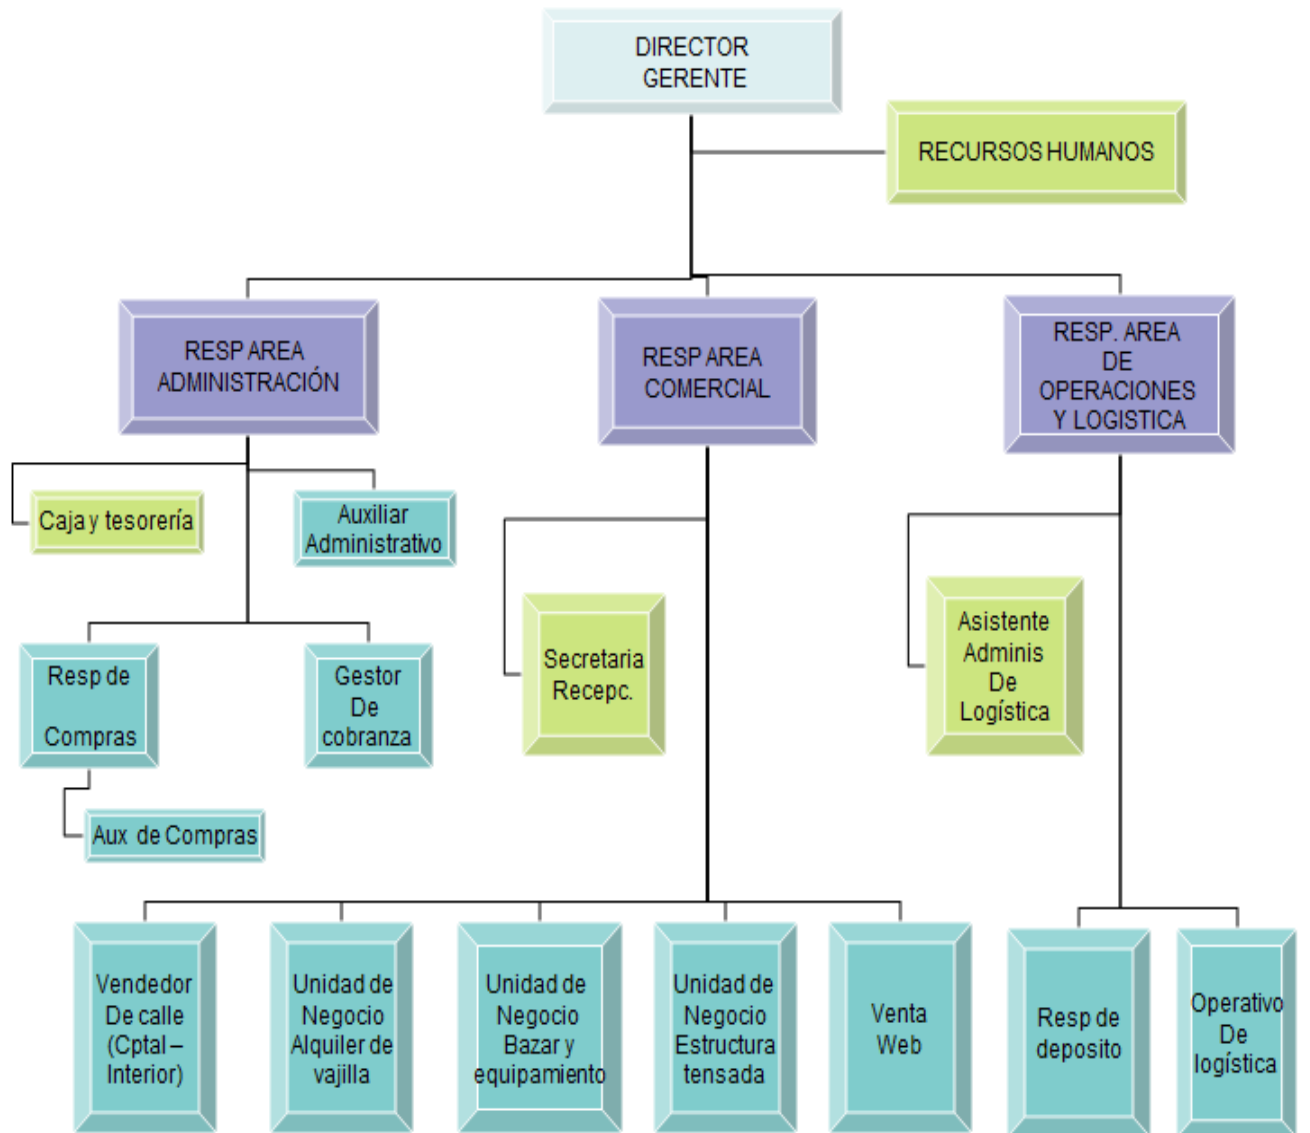 DIRECTOR
GERENTE
RECURSOS HUMANOS
RESP AREA
ADMINISTRACIÓN
RESP AREA
COMERCIAL
RESP. AREA
DE
OPERACIONES
Y LOGISTICA
Caja y tesorería
Auxiliar
Administrativo
Resp de
Compras
Gestor
De
cobranza
Aux de Compras
Secretaria
Recepc.
Asistente
Adminis
De
Logística
Vendedor
De calle
(Cptal –
Interior)
Unidad de
Negocio
Alquiler de
vajilla
Unidad de
Negocio
Bazar y
equipamiento
Unidad de
Negocio
Estructura
tensada
Venta
Web
Resp de
deposito
Operativo
De
logística